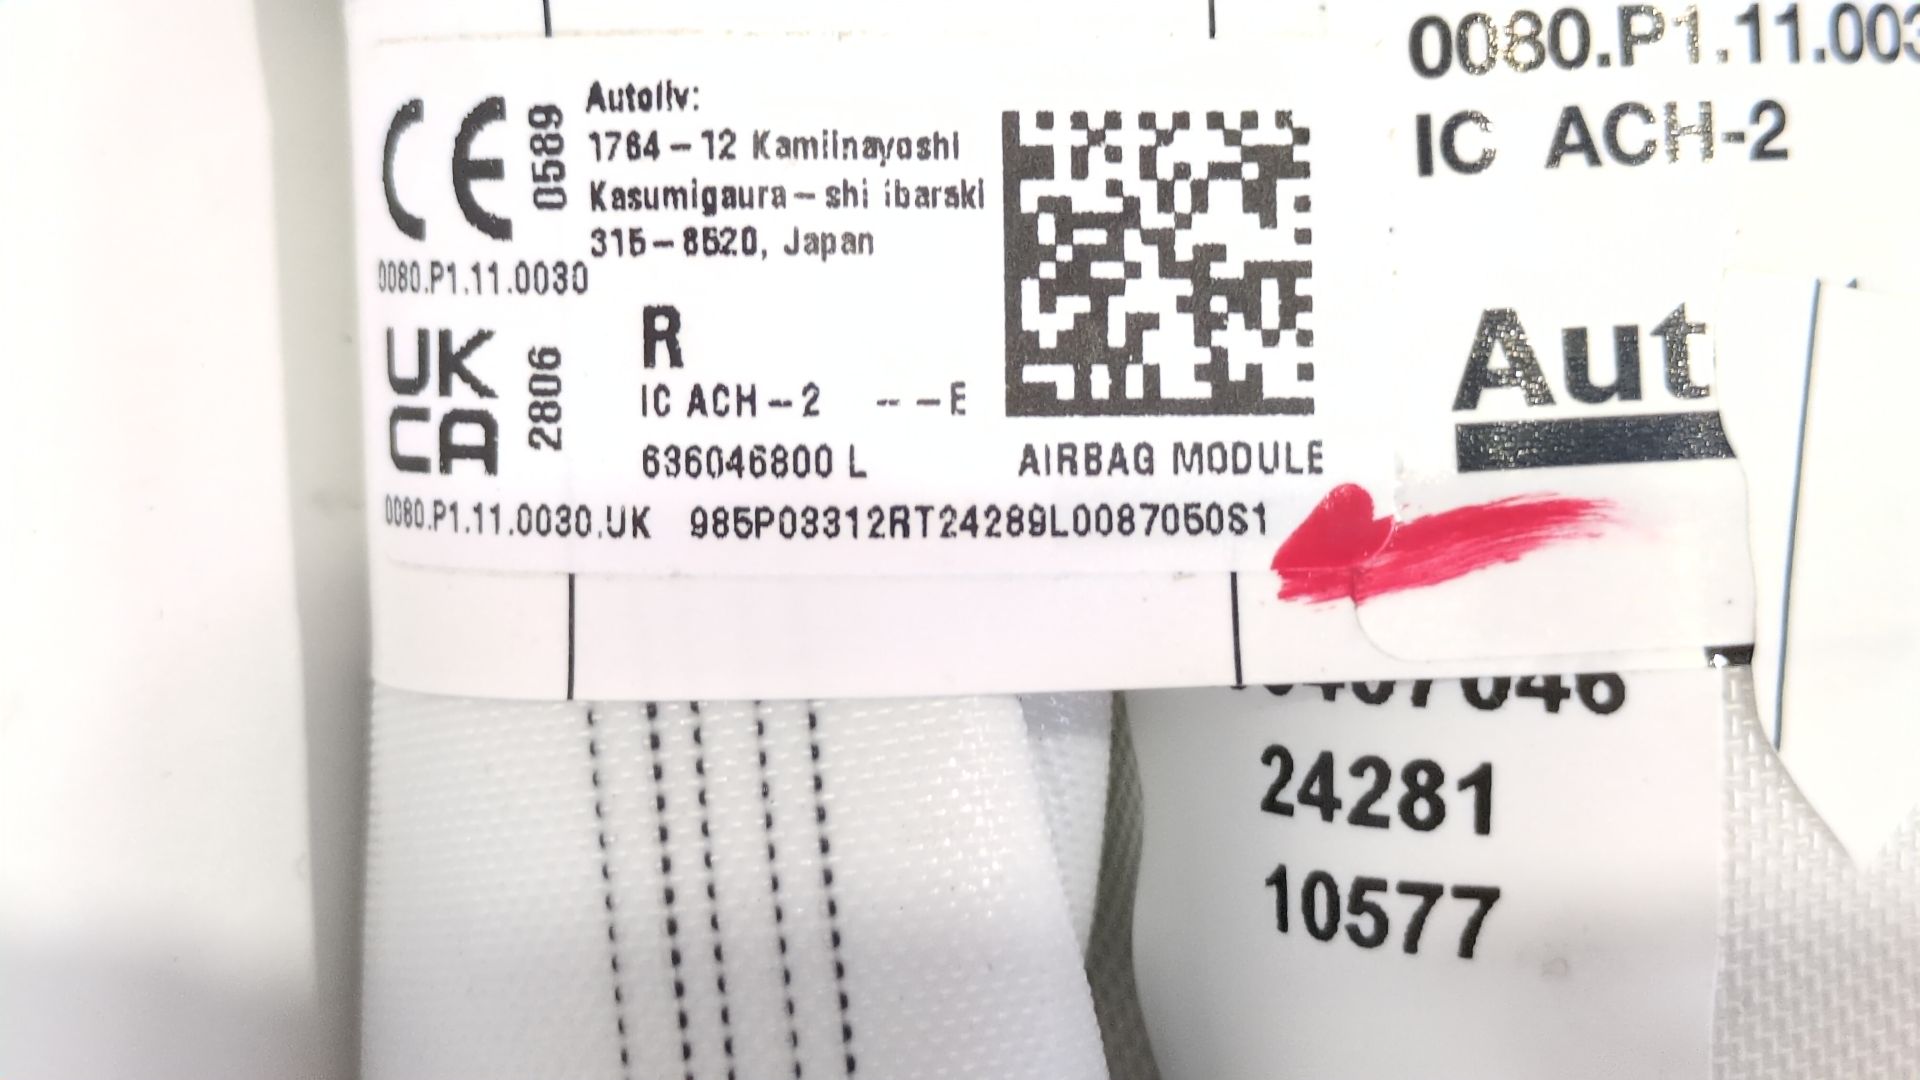 CE 0589
Autoliv:
1764-12 Kamiinayoshi
Kasumigaura-shi ibaraki
315-8520, Japan
0080.P1.11.0030
UK
CA 2806
R
IC ACH-2 ---E
636046800 L
AIRBAG MODULE
0080.P1.11.0030.UK 985P03312RT24289L0087050S1
0080.P1.11.003
IC ACH-2
Aut
24281
10577